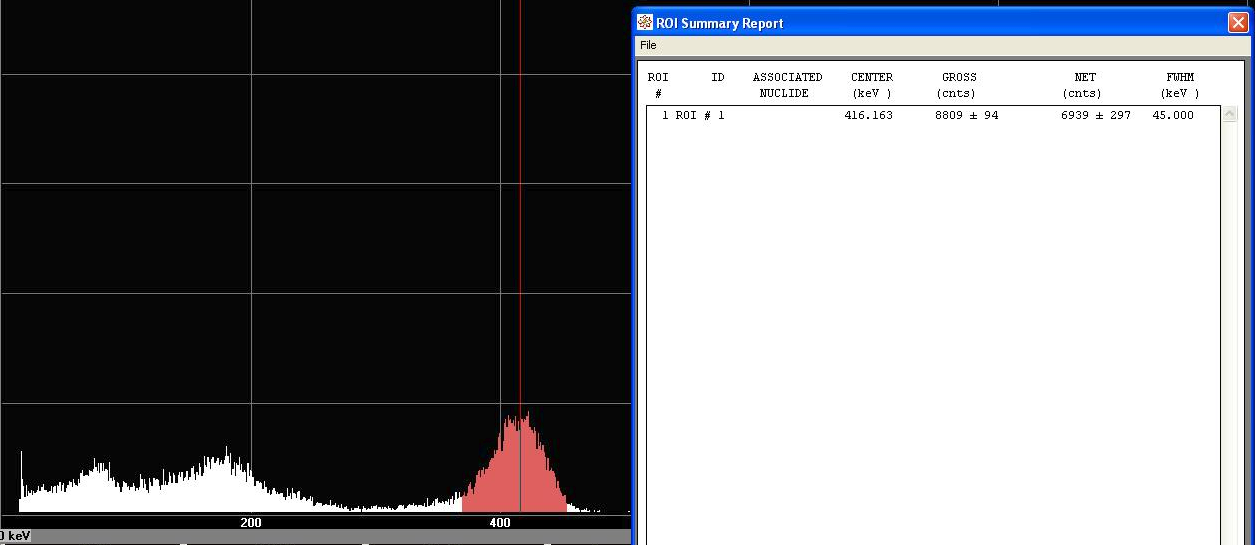 ROI Summary Report
File
ROI ID ASSOCIATED CENTER GROSS NET FWHM
# NUCLIDE (keV ) (cnts) (cnts) (keV )
1 ROI # 1 416.163 8809 ± 94 6939 ± 297 45.000
200 400
0 keV